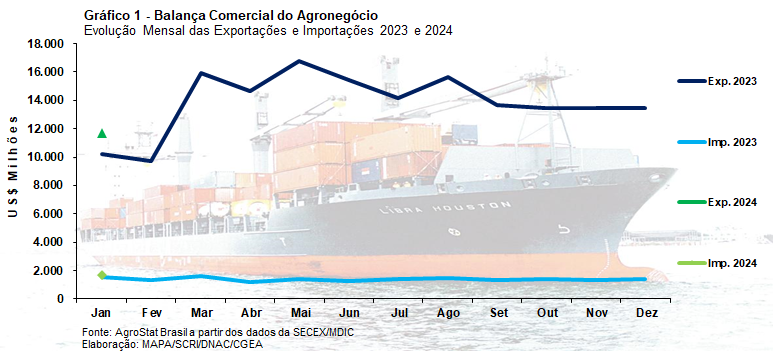 Gráfico 1 - Balança Comercial do Agronegócio
Evolução Mensal das Exportações e Importações 2023 e 2024
US$ Milhões
18.000
16.000
14.000
12.000
10.000
8.000
6.000
4.000
2.000
0
Jan Fev Mar Abr Mai Jun Jul Ago Set Out Nov Dez
Exp. 2023
Imp. 2023
Exp. 2024
Imp. 2024
LIBRA HOUSTON
Fonte: AgroStat Brasil a partir dos dados da SECEX/MDIC
Elaboração: MAPA/SCRI/DNAC/CGEA